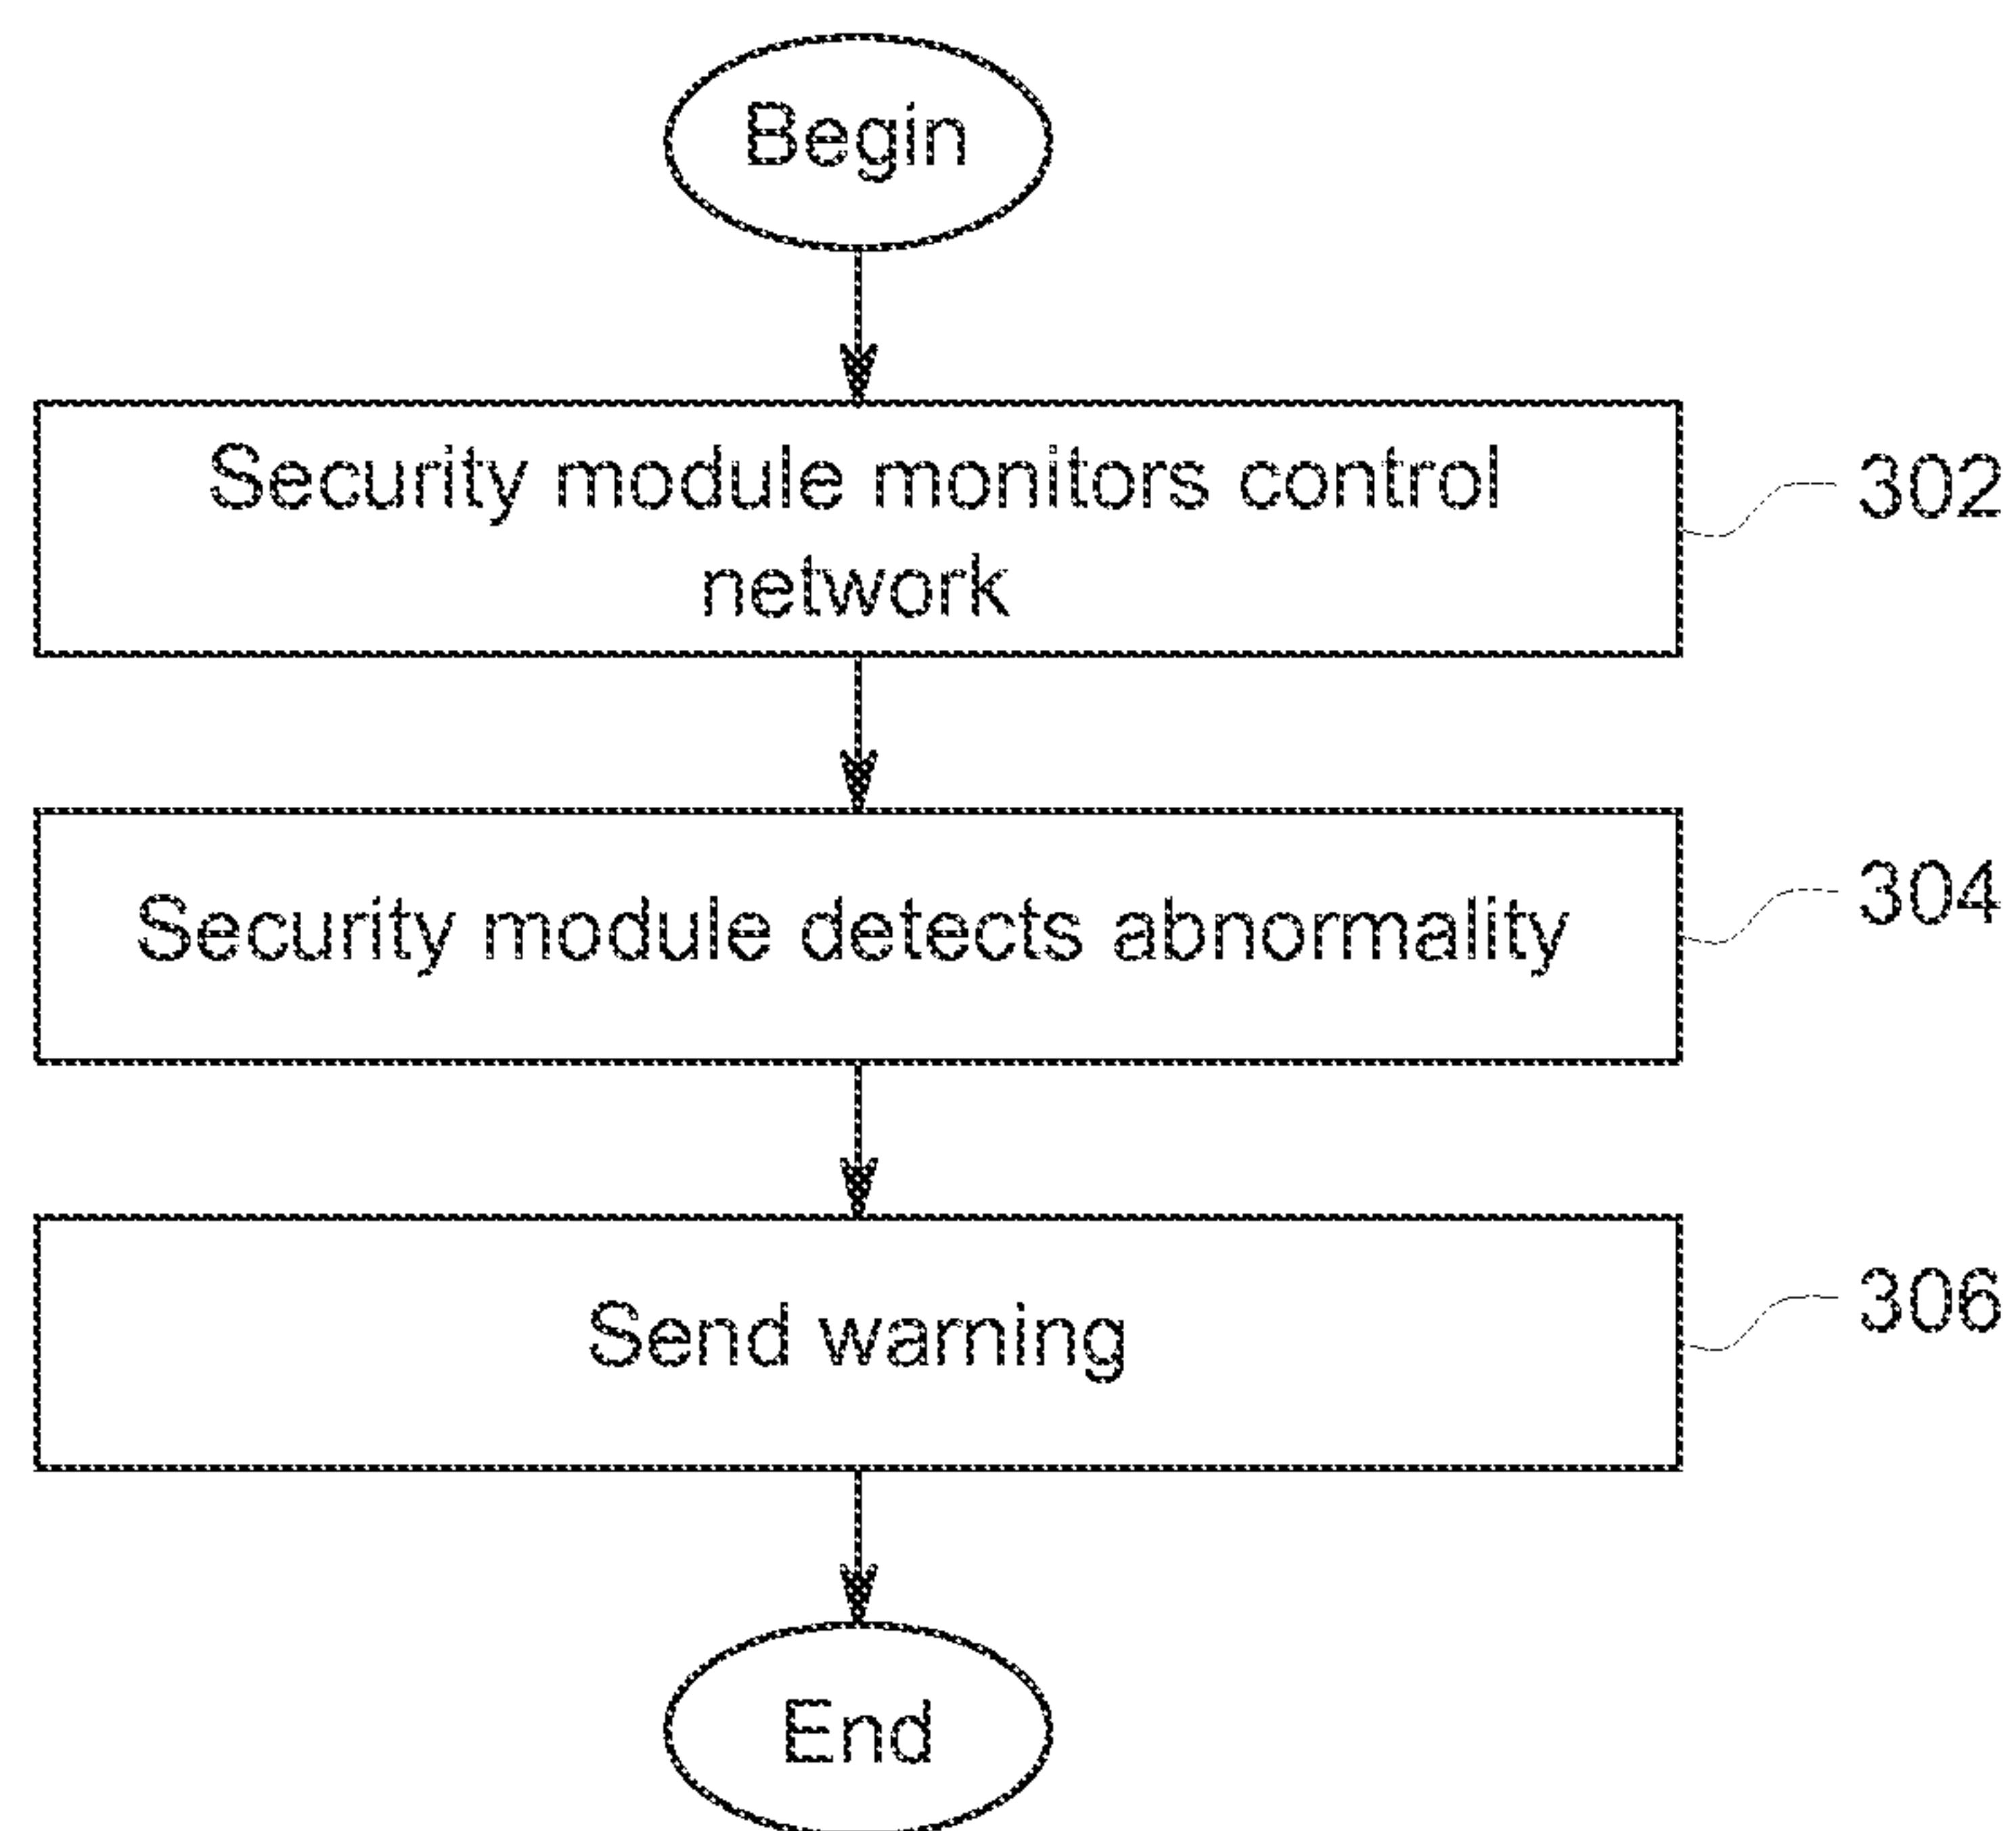 Begin
Security module monitors control
network
302
Security module detects abnormality
304
Send warning
306
End